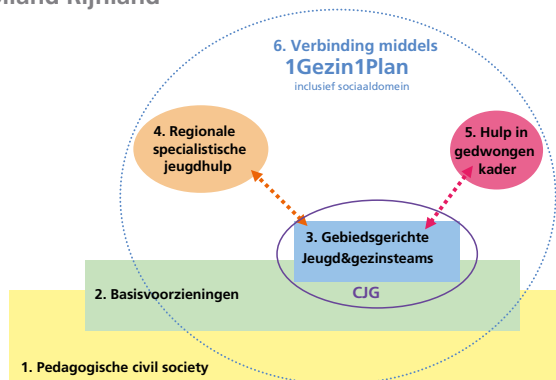 6. Verbinding middels
1Gezin1Plan
inclusief sociaaldomein
4. Regionale
specialistische
jeugdhulp
5. Hulp in
gedwongen
kader
3. Gebiedsgerichte
Jeugd&gezinsteams
CJG
2. Basisvoorzieningen
1. Pedagogische civil society